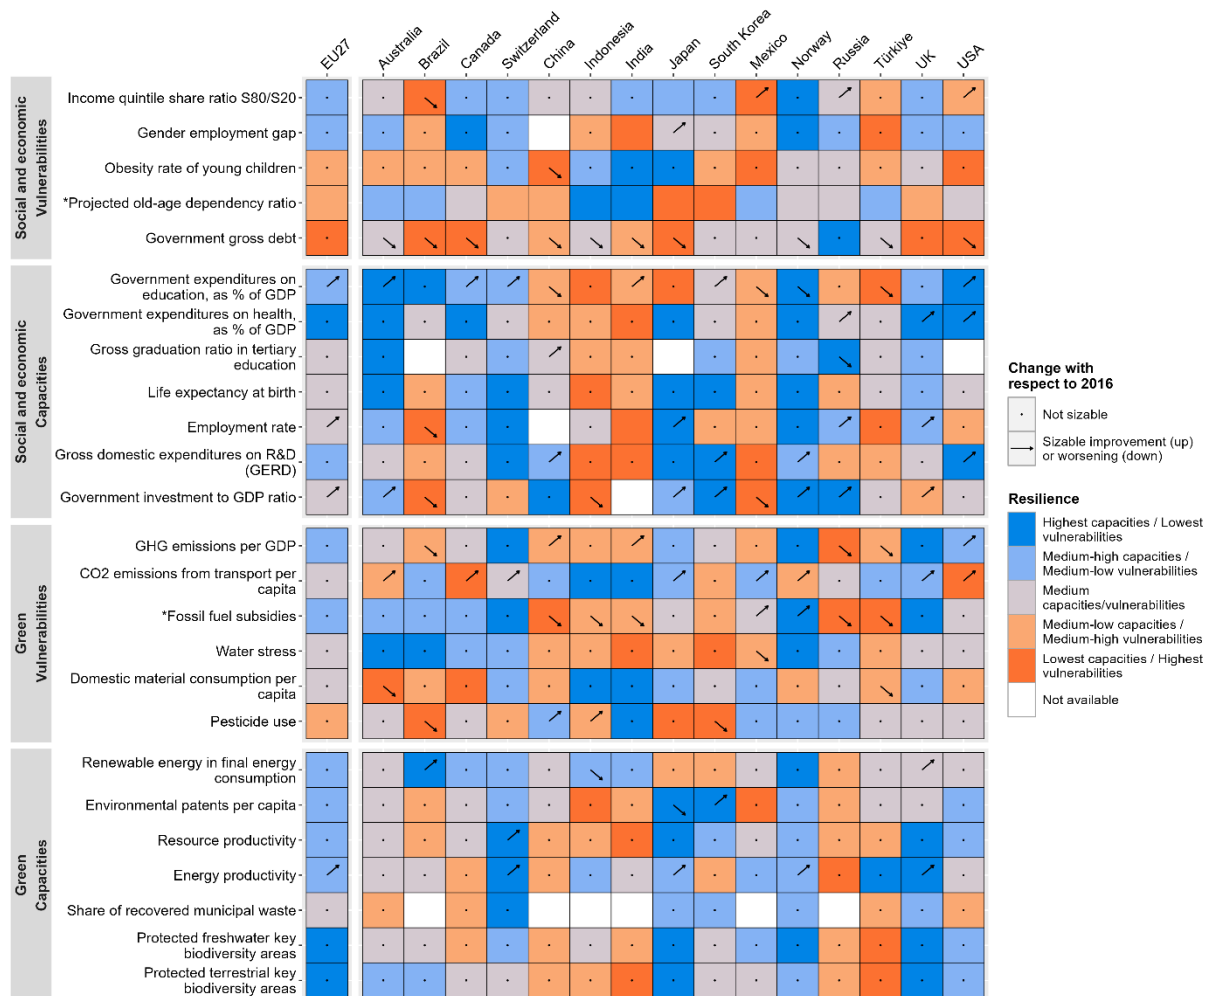 EU27
Australia
Brazil
Canada
Switzerland
China
Indonesia
India
Japan
South Korea
Mexico
Norway
Russia
Türkiye
UK
USA
Social and economic
Vulnerabilities
Income quintile share ratio S80/S20
Gender employment gap
Obesity rate of young children
*Projected old-age dependency ratio
Government gross debt
Social and economic
Capacities
Government expenditures on
education, as % of GDP
Government expenditures on health,
as % of GDP
Gross graduation ratio in tertiary
education
Life expectancy at birth
Employment rate
Gross domestic expenditures on R&D
(GERD)
Government investment to GDP ratio
Green
Vulnerabilities
GHG emissions per GDP
CO2 emissions from transport per
capita
*Fossil fuel subsidies
Water stress
Domestic material consumption per
capita
Pesticide use
Green
Capacities
Renewable energy in final energy
consumption
Environmental patents per capita
Resource productivity
Energy productivity
Share of recovered municipal waste
Protected freshwater key
biodiversity areas
Protected terrestrial key
biodiversity areas
Change with
respect to 2016
Not sizable
Sizable improvement (up)
or worsening (down)
Resilience
Highest capacities / Lowest
vulnerabilities
Medium-high capacities /
Medium-low vulnerabilities
Medium
capacities/vulnerabilities
Medium-low capacities /
Medium-high vulnerabilities
Lowest capacities / Highest
vulnerabilities
Not available